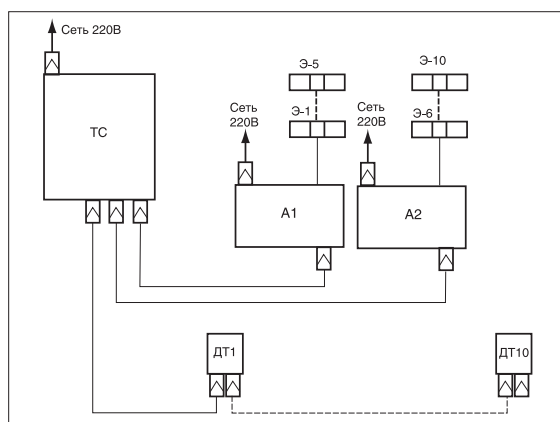 Сеть 220В
ТС
Э-5
Э-10
Сеть
220В
Э-1
Сеть
220В
Э-6
А1
А2
ДТ1
ДТ10